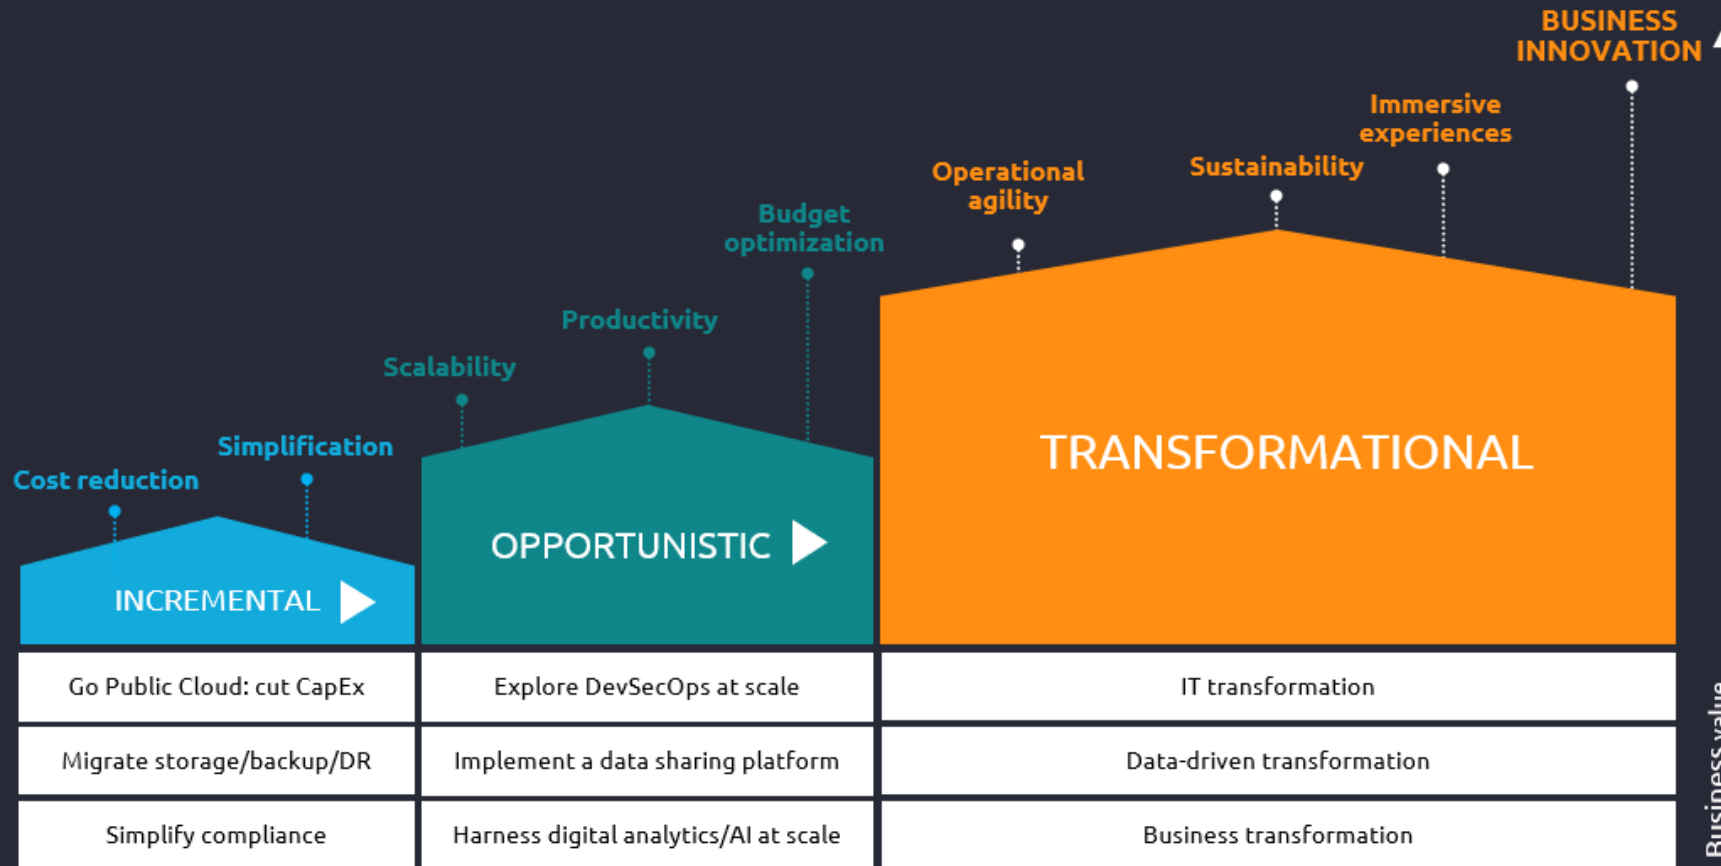 BUSINESS
INNOVATION
Immersive
experiences
Sustainability
Operational
agility
Budget
optimization
Productivity
Scalability
Simplification
Cost reduction
INCREMENTAL
OPPORTUNISTIC
TRANSFORMATIONAL
Go Public Cloud: cut CapEx
Explore DevSecOps at scale
IT transformation
Migrate storage/backup/DR
Implement a data sharing platform
Data-driven transformation
Simplify compliance
Harness digital analytics/AI at scale
Business transformation
Business value